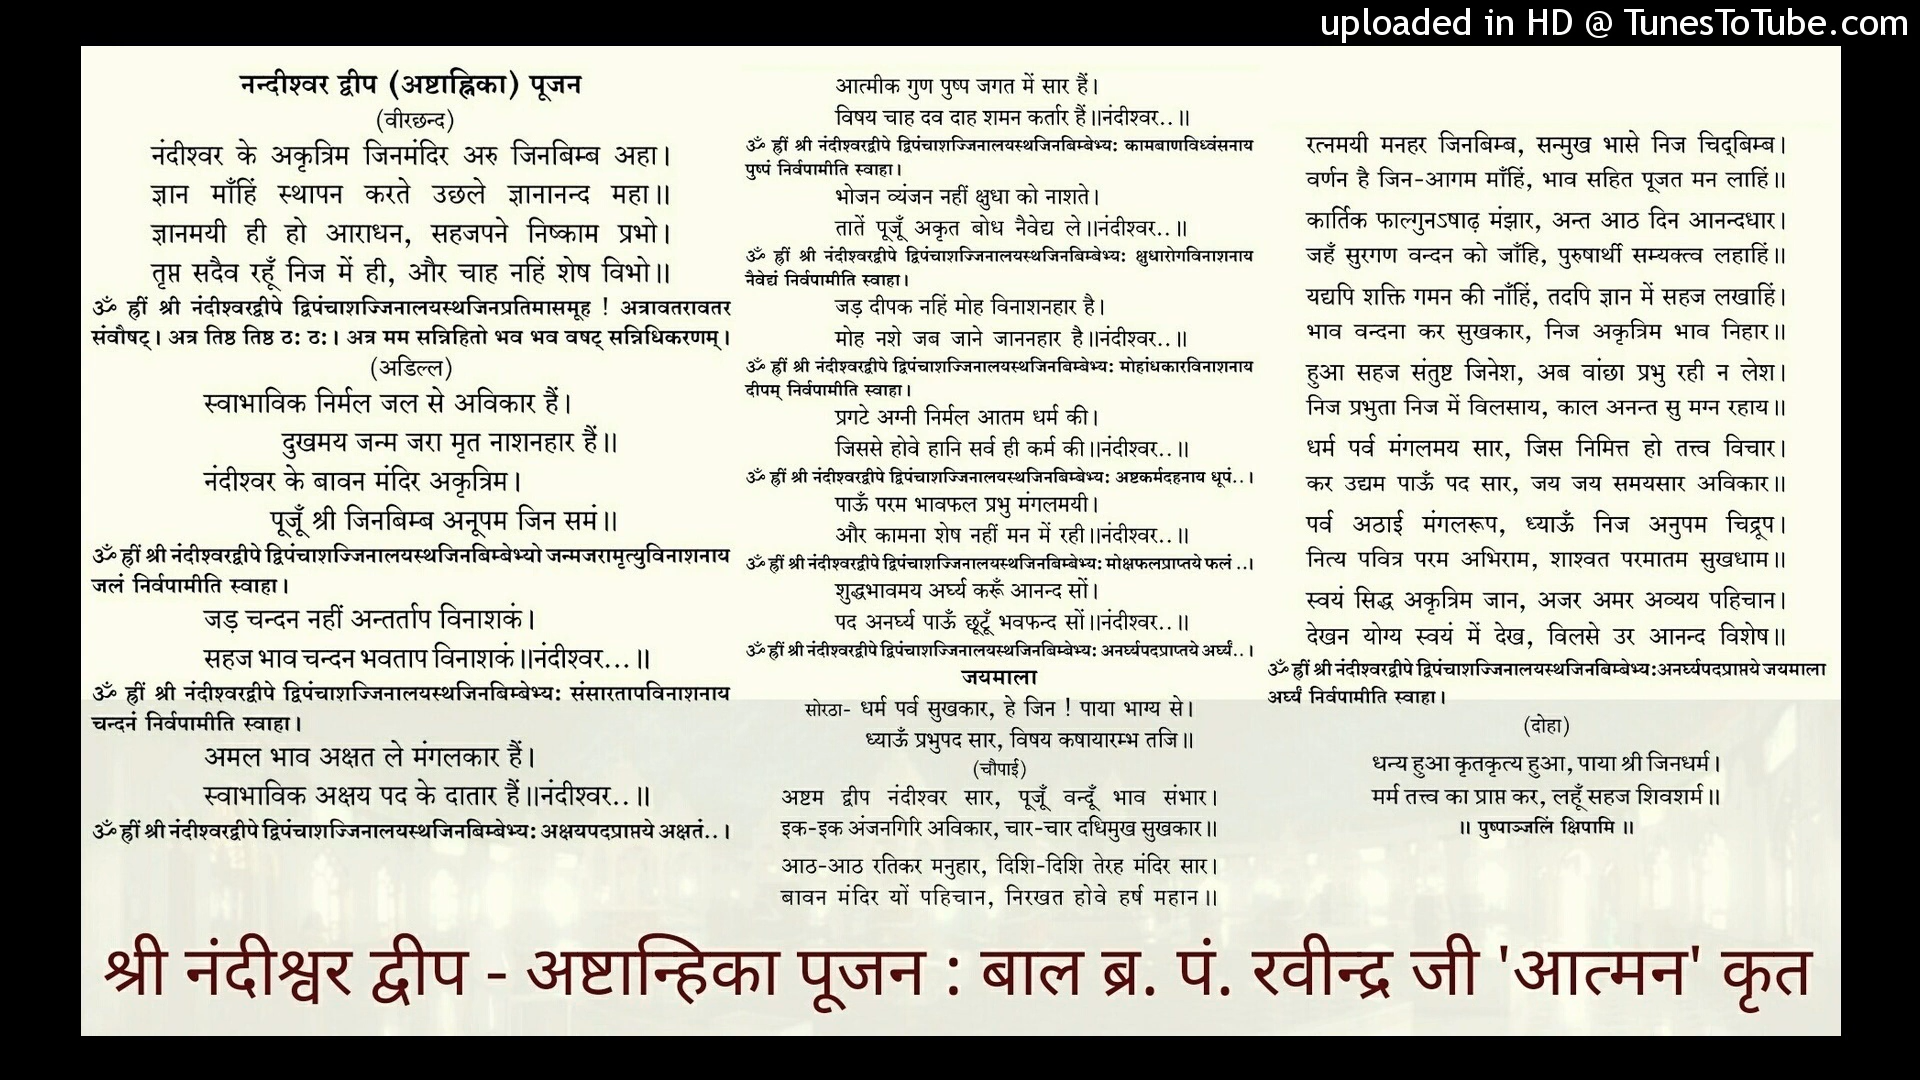 uploaded in HD @ TunesToTube.com
नन्दीश्वर द्वीप (अष्टाह्निका) पूजन
(वीरछन्द)
नंदीश्वर के अकृत्रिम जिनमंदिर अरु जिनबिम्ब अहा।
ज्ञान माँहिं स्थापन करते उछले ज्ञानानन्द महा॥
ज्ञानमयी ही हो आराधन, सहजपने निष्काम प्रभो।
तृप्त सदैव रहूँ निज में ही, और चाह नहिं शेष विभो॥
ॐ ह्रीं श्री नंदीश्वरद्वीपे द्विपंचाशज्जिनालयस्थजिनप्रतिमासमूह ! अत्रावतरावतर
संवौषट्। अत्र तिष्ठ तिष्ठ ठः ठः। अत्र मम सन्निहितो भव भव वषट् सन्निधिकरणम्।
(अडिल्ल)
स्वाभाविक निर्मल जल से अविकार हैं।
दुखमय जन्म जरा मृत नाशनहार हैं॥
नंदीश्वर के बावन मंदिर अकृत्रिम।
पूजूँ श्री जिनबिम्ब अनूपम जिन समं॥
ॐ ह्रीं श्री नंदीश्वरद्वीपे द्विपंचाशज्जिनालयस्थजिनबिम्बेभ्यो जन्मजरामृत्युविनाशनाय
जलं निर्वपामीति स्वाहा।
जड़ चन्दन नहीं अन्तर्ताप विनाशकं।
सहज भाव चन्दन भवताप विनाशकं॥नंदीश्वर...॥
ॐ ह्रीं श्री नंदीश्वरद्वीपे द्विपंचाशज्जिनालयस्थजिनबिम्बेभ्यः संसारतापविनाशनाय
चन्दनं निर्वपामीति स्वाहा।
अमल भाव अक्षत ले मंगलकार हैं।
स्वाभाविक अक्षय पद के दातार हैं॥नंदीश्वर..॥
ॐ ह्रीं श्री नंदीश्वरद्वीपे द्विपंचाशज्जिनालयस्थजिनबिम्बेभ्यः अक्षयपदप्राप्तये अक्षतं..।
आत्मीक गुण पुष्प जगत में सार हैं।
विषय चाह दव दाह शमन कर्तार हैं॥नंदीश्वर..॥
ॐ ह्रीं श्री नंदीश्वरद्वीपे द्विपंचाशज्जिनालयस्थजिनबिम्बेभ्यः कामबाणविध्वंसनाय
पुष्पं निर्वपामीति स्वाहा।
भोजन व्यंजन नहीं क्षुधा को नाशते।
तातें पूजूँ अकृत बोध नैवेद्य ले॥नंदीश्वर..॥
ॐ ह्रीं श्री नंदीश्वरद्वीपे द्विपंचाशज्जिनालयस्थजिनबिम्बेभ्यः क्षुधारोगविनाशनाय
नैवेद्यं निर्वपामीति स्वाहा।
जड़ दीपक नहिं मोह विनाशनहार है।
मोह नशे जब जाने जाननहार है॥नंदीश्वर..॥
ॐ ह्रीं श्री नंदीश्वरद्वीपे द्विपंचाशज्जिनालयस्थजिनबिम्बेभ्यः मोहांधकारविनाशनाय
दीपम् निर्वपामीति स्वाहा।
प्रगटे अग्नी निर्मल आतम धर्म की।
जिससे होवे हानि सर्व ही कर्म की॥नंदीश्वर..॥
ॐ ह्रीं श्री नंदीश्वरद्वीपे द्विपंचाशज्जिनालयस्थजिनबिम्बेभ्यः अष्टकर्मदहनाय धूपं..।
पाऊँ परम भावफल प्रभु मंगलमयी।
और कामना शेष नहीं मन में रही॥नंदीश्वर..॥
ॐ ह्रीं श्री नंदीश्वरद्वीपे द्विपंचाशज्जिनालयस्थजिनबिम्बेभ्यः मोक्षफलप्राप्तये फलं ..।
शुद्धभावमय अर्घ्य करूँ आनन्द सों।
पद अनर्घ्य पाऊँ छूटूँ भवफन्द सों॥नंदीश्वर..॥
ॐ ह्रीं श्री नंदीश्वरद्वीपे द्विपंचाशज्जिनालयस्थजिनबिम्बेभ्यः अनर्घ्यपदप्राप्तये अर्घ्यं..।
जयमाला
सोरठा- धर्म पर्व सुखकार, हे जिन ! पाया भाग्य से।
ध्याऊँ प्रभुपद सार, विषय कषायारम्भ तजि॥
(चौपाई)
अष्टम द्वीप नंदीश्वर सार, पूजूँ वन्दूँ भाव संभार।
इक-इक अंजनगिरि अविकार, चार-चार दधिमुख सुखकार॥
आठ-आठ रतिकर मनुहार, दिशि-दिशि तेरह मंदिर सार।
बावन मंदिर यों पहिचान, निरखत होवे हर्ष महान॥
रत्नमयी मनहर जिनबिम्ब, सन्मुख भासे निज चिद्बिम्ब।
वर्णन है जिन-आगम माँहिं, भाव सहित पूजत मन लाहिं॥
कार्तिक फाल्गुनऽषाढ़ मंझार, अन्त आठ दिन आनन्दधार।
जहँ सुरगण वन्दन को जाँहि, पुरुषार्थी सम्यक्त्व लहाहिं॥
यद्यपि शक्ति गमन की नाँहिं, तदपि ज्ञान में सहज लखाहिं।
भाव वन्दना कर सुखकार, निज अकृत्रिम भाव निहार॥
हुआ सहज संतुष्ट जिनेश, अब वांछा प्रभु रही न लेश।
निज प्रभुता निज में विलसाय, काल अनन्त सु मग्न रहाय॥
धर्म पर्व मंगलमय सार, जिस निमित्त हो तत्त्व विचार।
कर उद्यम पाऊँ पद सार, जय जय समयसार अविकार॥
पर्व अठाई मंगलरूप, ध्याऊँ निज अनुपम चिद्रूप।
नित्य पवित्र परम अभिराम, शाश्वत परमातम सुखधाम॥
स्वयं सिद्ध अकृत्रिम जान, अजर अमर अव्यय पहिचान।
देखन योग्य स्वयं में देख, विलसे उर आनन्द विशेष॥
ॐ ह्रीं श्री नंदीश्वरद्वीपे द्विपंचाशज्जिनालयस्थजिनबिम्बेभ्यः अनर्घ्यपदप्राप्तये जयमाला
अर्घ्यं निर्वपामीति स्वाहा।
(दोहा)
धन्य हुआ कृतकृत्य हुआ, पाया श्री जिनधर्म।
मर्म तत्त्व का प्राप्त कर, लहूँ सहज शिवशर्म॥
॥ पुष्पाञ्जलिं क्षिपामि ॥
श्री नंदीश्वर द्वीप - अष्टान्हिका पूजन : बाल ब्र. पं. रवीन्द्र जी 'आत्मन' कृत